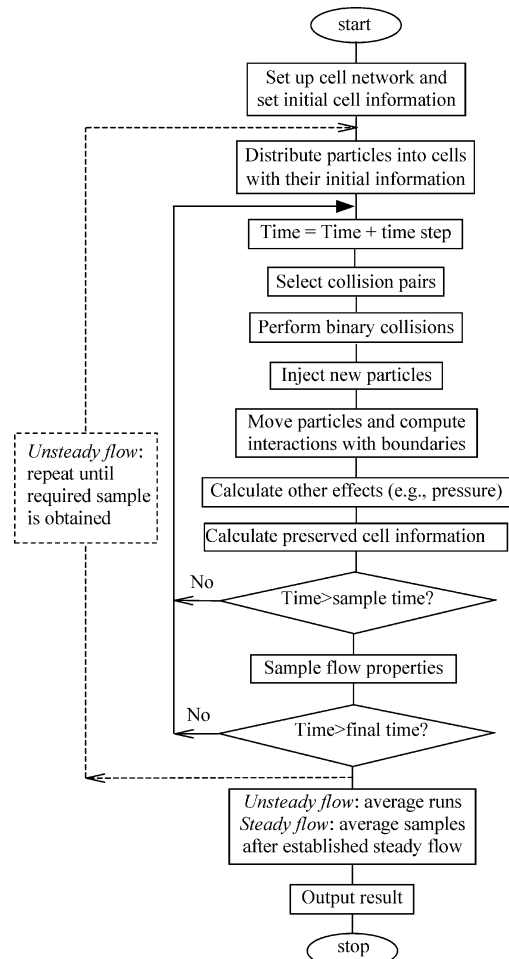 start
Set up cell network and
set initial cell information
Distribute particles into cells
with their initial information
Time = Time + time step
Select collision pairs
Perform binary collisions
Inject new particles
Move particles and compute
interactions with boundaries
Unsteady flow:
repeat until
required sample
is obtained
Calculate other effects (e.g., pressure)
Calculate preserved cell information
No
Time>sample time?
Sample flow properties
No
Time>final time?
Unsteady flow: average runs
Steady flow: average samples
after established steady flow
Output result
stop